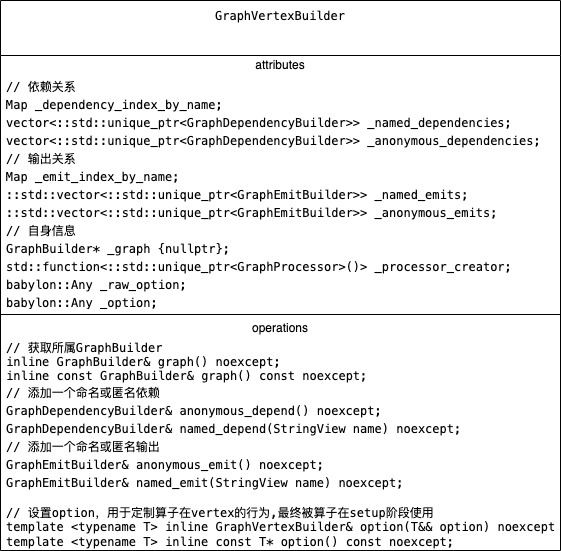 GraphVertexBuilder
attributes
// 依赖关系
Map _dependency_index_by_name;
vector<::std::unique_ptr<GraphDependencyBuilder>> _named_dependencies;
vector<::std::unique_ptr<GraphDependencyBuilder>> _anonymous_dependencies;
// 输出关系
Map _emit_index_by_name;
::std::vector<::std::unique_ptr<GraphEmitBuilder>> _named_emits;
::std::vector<::std::unique_ptr<GraphEmitBuilder>> _anonymous_emits;
// 自身信息
GraphBuilder* _graph {nullptr};
std::function<::std::unique_ptr<GraphProcessor>()> _processor_creator;
babylon::Any _raw_option;
babylon::Any _option;
operations
// 获取所属GraphBuilder
inline GraphBuilder& graph() noexcept;
inline const GraphBuilder& graph() const noexcept;
// 添加一个命名或匿名依赖
GraphDependencyBuilder& anonymous_depend() noexcept;
GraphDependencyBuilder& named_depend(StringView name) noexcept;
// 添加一个命名或匿名输出
GraphEmitBuilder& anonymous_emit() noexcept;
GraphEmitBuilder& named_emit(StringView name) noexcept;
// 设置option，用于定制算子在vertex的行为,最终被算子在setup阶段使用
template <typename T> inline GraphVertexBuilder& option(T&& option) noexcept
template <typename T> inline const T* option() const noexcept;